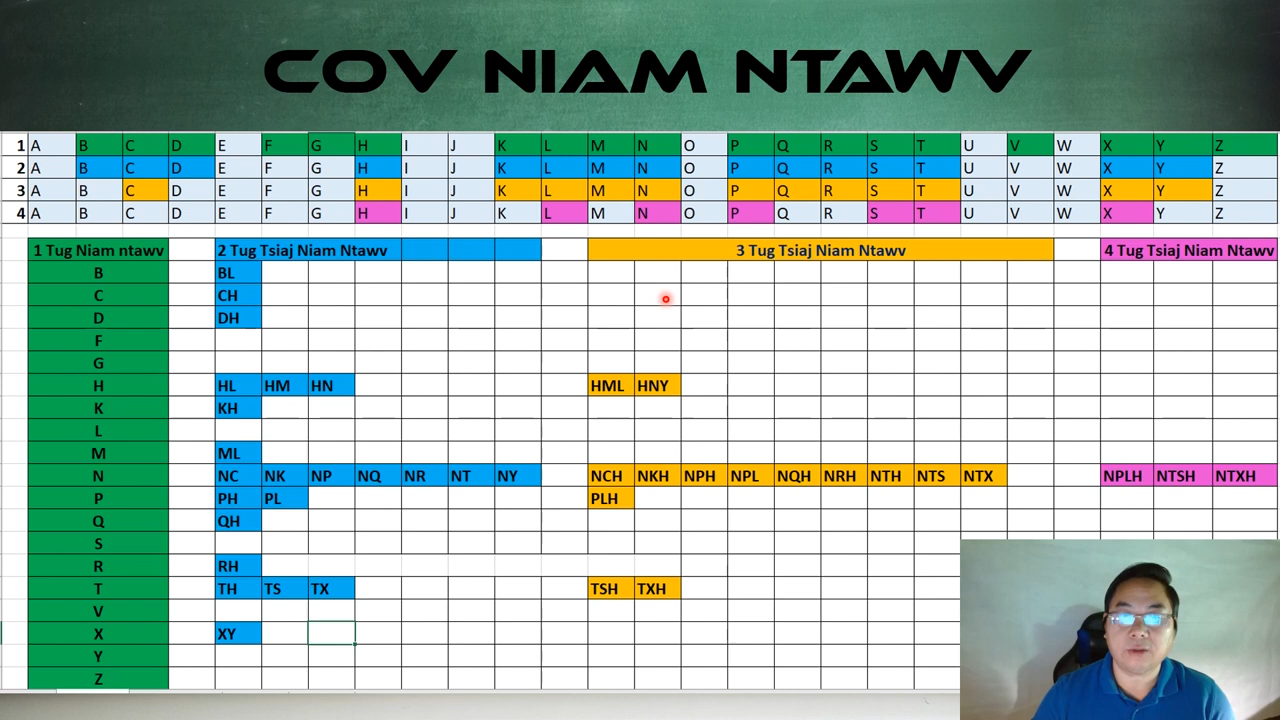 COV NIAM NTAWV
1 A B C D E F G H I J K L M N O P Q R S T U V W X Y Z
2 A B C D E F G H I J K L M N O P Q R S T U V W X Y Z
3 A B C D E F G H I J K L M N O P Q R S T U V W X Y Z
4 A B C D E F G H I J K L M N O P Q R S T U V W X Y Z
1 Tug Niam ntawv 2 Tug Tsiaj Niam Ntawv 3 Tug Tsiaj Niam Ntawv 4 Tug Tsiaj Niam Ntawv
B BL
C CH
D DH
F
G
H HL HM HN HML HNY
K KH
L
M ML
N NC NK NP NQ NR NT NY NCH NKH NPH NPL NQH NRH NTH NTS NTX NPLH NTSH NTXH
P PH PL PLH
Q QH
S
R RH
T TH TS TX TSH TXH
V
X XY
Y
Z